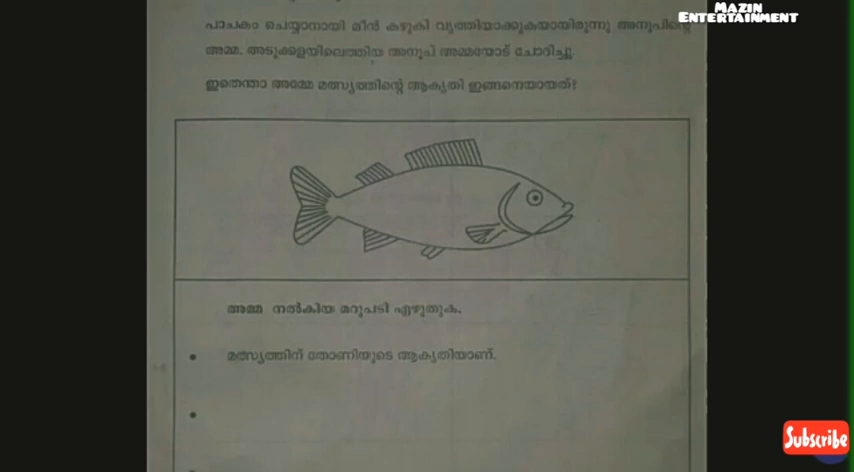 MAZIN
ENTERTAINMENT
പാചകം ചെയ്യാനായി മീൻ കഴുകി വൃത്തിയാക്കുകയായിരുന്നു അനൂപിന്റെ
അമ്മ. അടുക്കളയിലെത്തിയ അനൂപ് അമ്മയോട് ചോദിച്ചു.
ഇതെന്താ അമ്മേ മത്സ്യത്തിന്റെ ആകൃതി ഇങ്ങനെയായത്?
അമ്മ നൽകിയ മറുപടി എഴുതുക.
• മത്സ്യത്തിന് തോണിയുടെ ആകൃതിയാണ്.
•
Subscribe